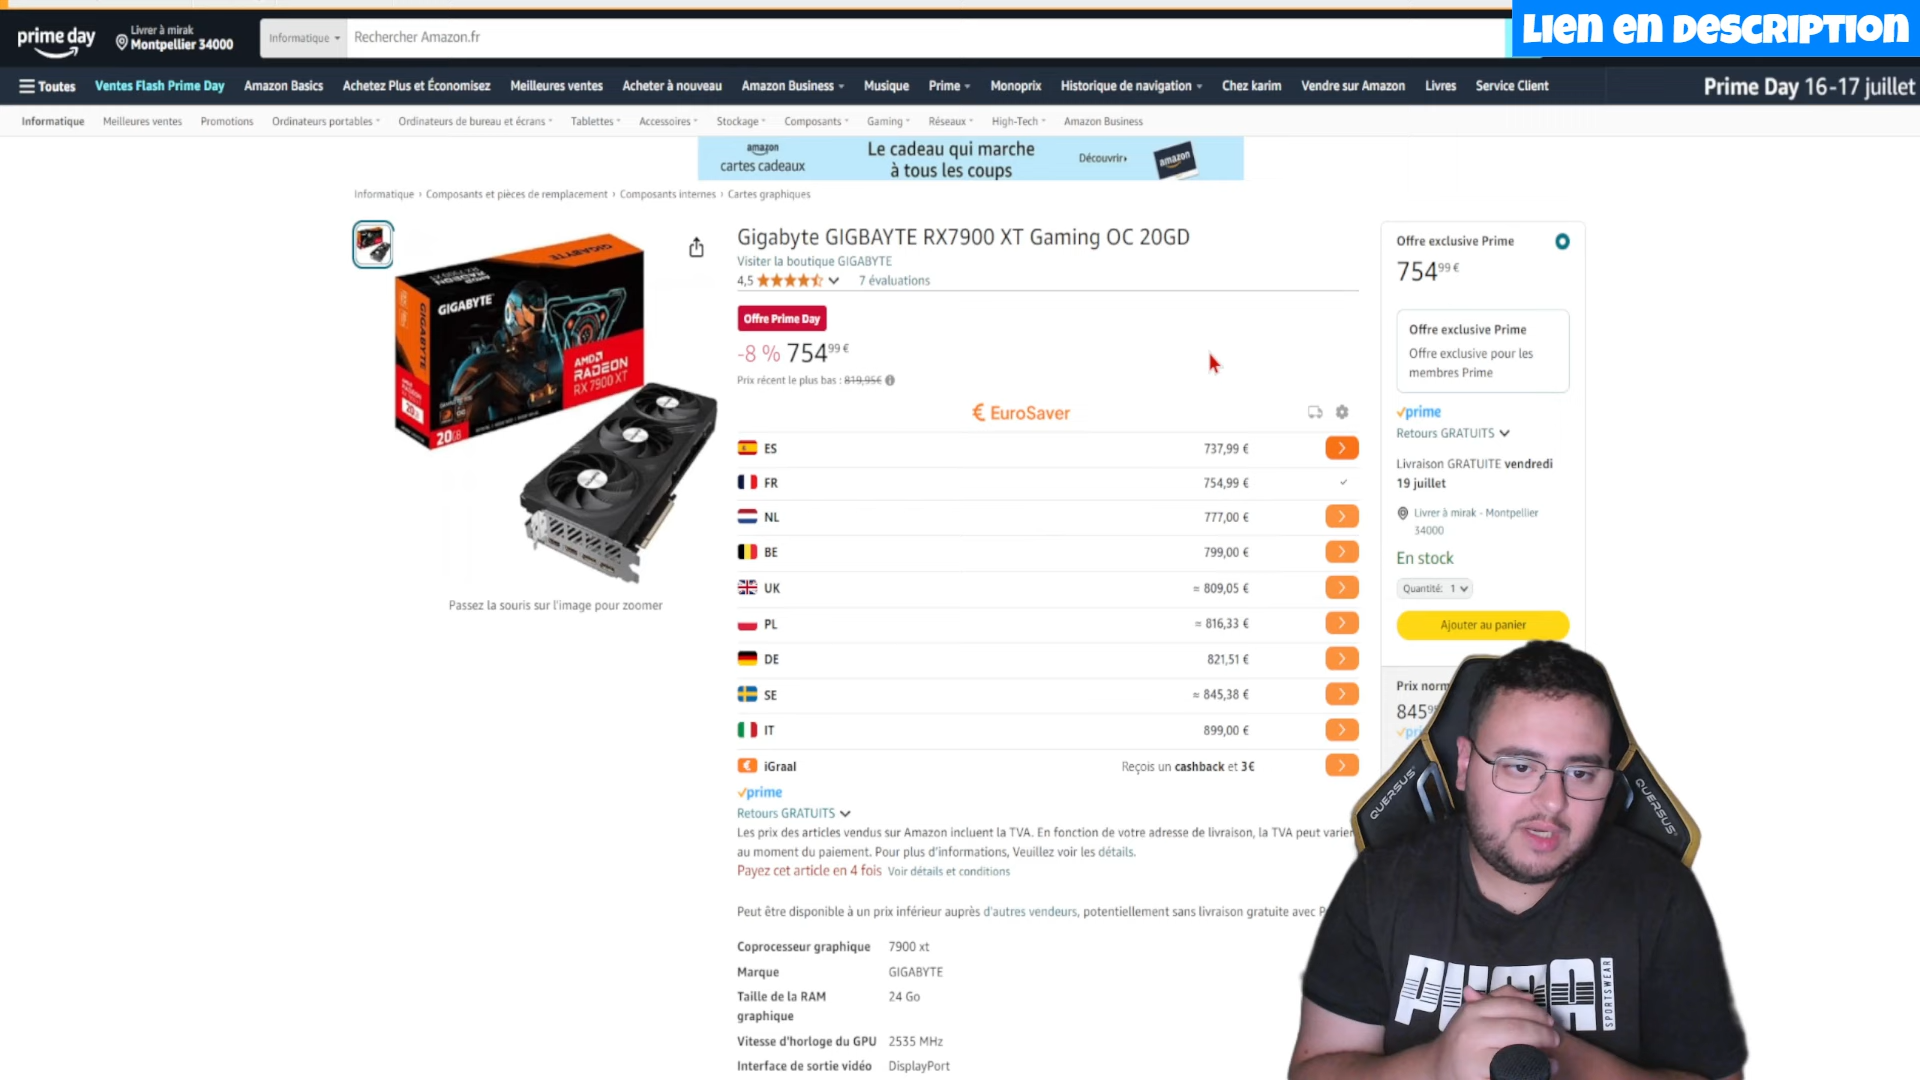 Lien en description
prime day
Livrer à mirak
Montpellier 34000
Informatique
Rechercher Amazon.fr
Toutes
Ventes Flash Prime Day
Amazon Basics
Achetez Plus et Économisez
Meilleures ventes
Acheter à nouveau
Amazon Business
Musique
Prime
Monoprix
Historique de navigation
Chez karim
Vendre sur Amazon
Livres
Service Client
Prime Day 16-17 juillet
Informatique
Meilleures ventes
Promotions
Ordinateurs portables
Ordinateurs de bureau et écrans
Tablettes
Accessoires
Stockage
Composants
Gaming
Réseaux
High-Tech
Amazon Business
amazon
cartes cadeaux
Le cadeau qui marche
à tous les coups
Découvrir›
amazon
Informatique › Composants et pièces de remplacement › Composants internes › Cartes graphiques
GIGABYTE
GIGABYTE
AMD
RADEON
RX 7900 XT
20GB
Passez la souris sur l'image pour zoomer
Gigabyte GIGBAYTE RX7900 XT Gaming OC 20GD
Visiter la boutique GIGABYTE
4,5
7 évaluations
Offre Prime Day
-8 % 754,99 €
Prix récent le plus bas : 819,95€
€ EuroSaver
ES 737,99 €
FR 754,99 €
NL 777,00 €
BE 799,00 €
UK ≈ 809,05 €
PL ≈ 816,33 €
DE 821,51 €
SE ≈ 845,38 €
IT 899,00 €
€ iGraal Reçois un cashback et 3€
prime
Retours GRATUITS
Les prix des articles vendus sur Amazon incluent la TVA. En fonction de votre adresse de livraison, la TVA peut varier
au moment du paiement. Pour plus d'informations, Veuillez voir les détails.
Payez cet article en 4 fois Voir détails et conditions
Peut être disponible à un prix inférieur auprès d'autres vendeurs, potentiellement sans livraison gratuite avec P
Coprocesseur graphique 7900 xt
Marque GIGABYTE
Taille de la RAM 24 Go
graphique
Vitesse d'horloge du GPU 2535 MHz
Interface de sortie vidéo DisplayPort
Offre exclusive Prime
754,99 €
Offre exclusive Prime
Offre exclusive pour les
membres Prime
prime
Retours GRATUITS
Livraison GRATUITE vendredi
19 juillet
Livrer à mirak - Montpellier
34000
En stock
Quantité: 1
Ajouter au panier
Prix norm
845
QUERSUS
QUERSUS
PUMA
SPORTSWEAR